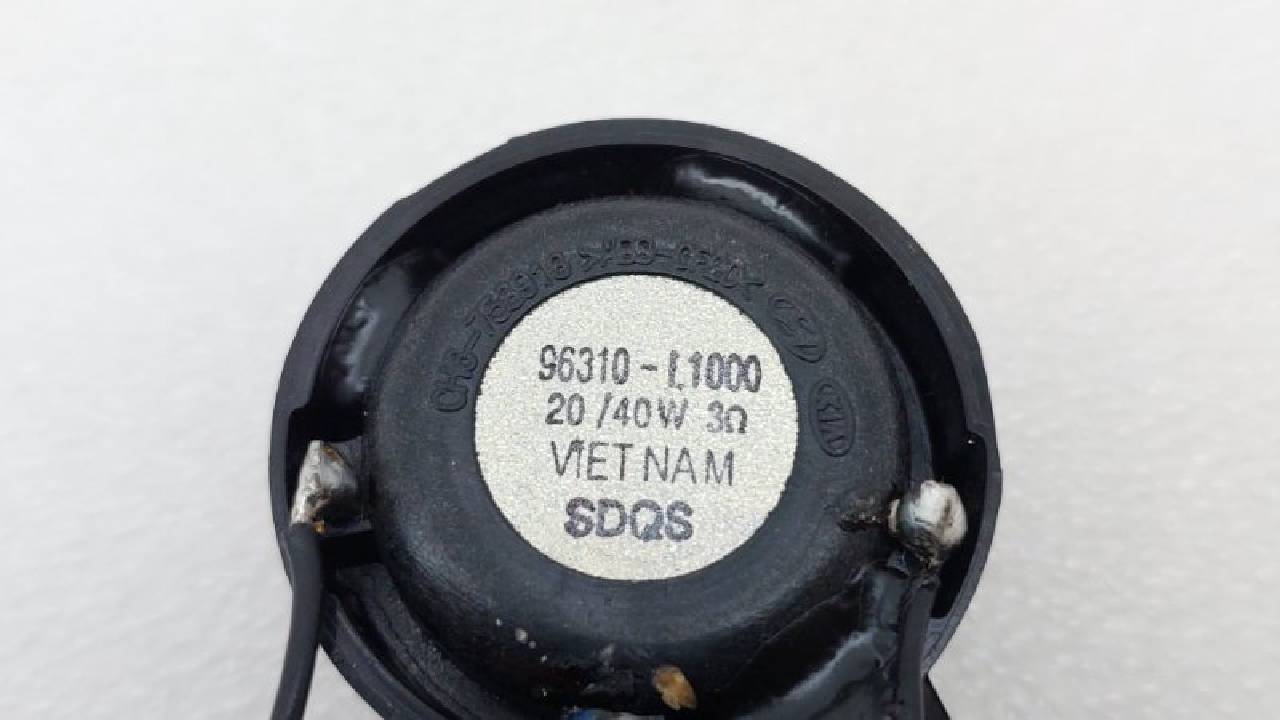 96310-L1000
20/40W 3Ω
VIETNAM
SDQS